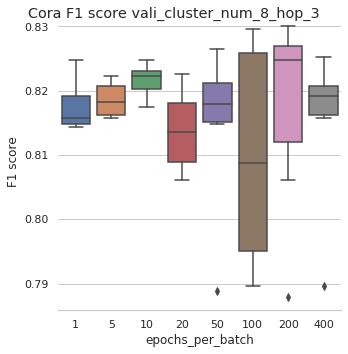 Cora F1 score vali_cluster_num_8_hop_3
0.83
0.82
0.81
0.80
0.79
F1 score
1 5 10 20 50 100 200 400
epochs_per_batch